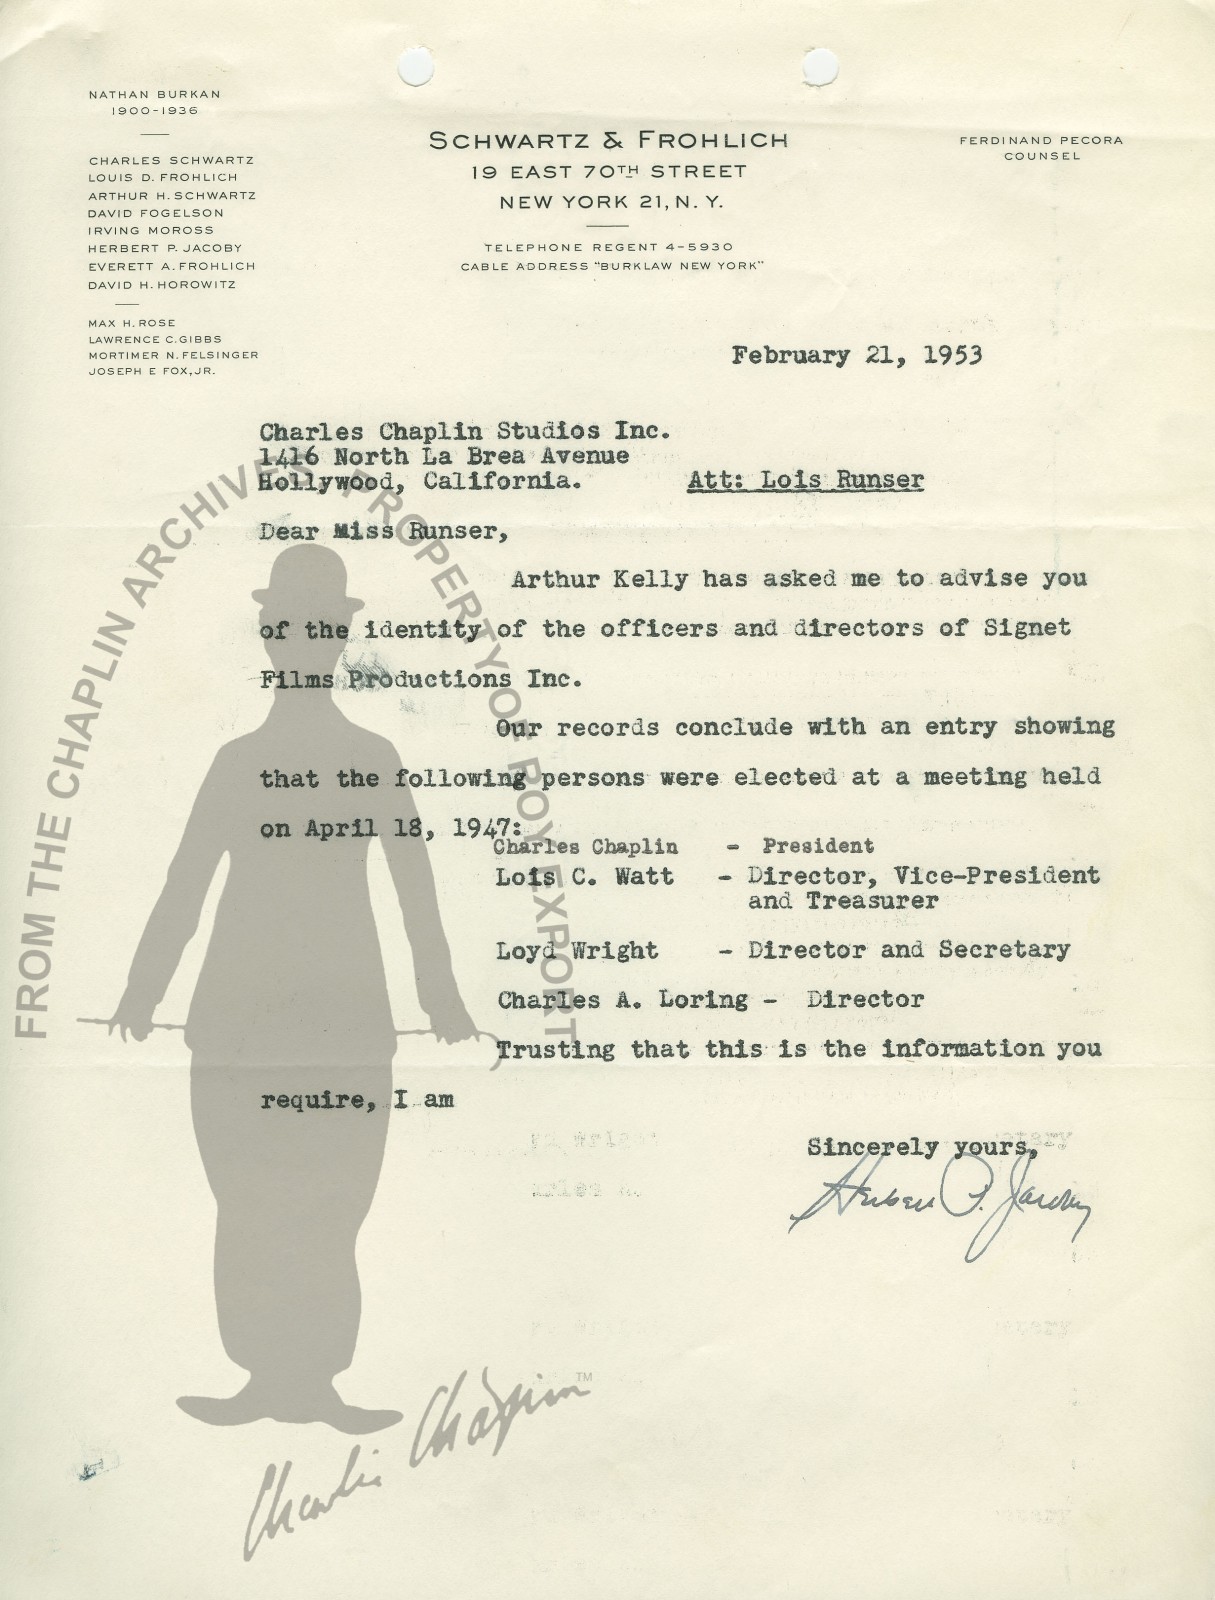 NATHAN BURKAN
1900-1936
CHARLES SCHWARTZ
LOUIS D. FROHLICH
ARTHUR H. SCHWARTZ
DAVID FOGELSON
IRVING MOROSS
HERBERT P. JACOBY
EVERETT A. FROHLICH
DAVID H. HOROWITZ
MAX H. ROSE
LAWRENCE C. GIBBS
MORTIMER N. FELSINGER
JOSEPH E FOX, JR.
SCHWARTZ & FROHLICH
19 EAST 70TH STREET
NEW YORK 21, N. Y.
TELEPHONE REGENT 4-5930
CABLE ADDRESS "BURKLAW NEW YORK"
FERDINAND PECORA
COUNSEL
February 21, 1953
Charles Chaplin Studios Inc.
1416 North La Brea Avenue
Hollywood, California. Att: Lois Runser
Dear Miss Runser,
Arthur Kelly has asked me to advise you
of the identity of the officers and directors of Signet
Films Productions Inc.
Our records conclude with an entry showing
that the following persons were elected at a meeting held
on April 18, 1947:
Charles Chaplin - President
Lois C. Watt - Director, Vice-President
and Treasurer
Loyd Wright - Director and Secretary
Charles A. Loring - Director
Trusting that this is the information you
require, I am
Sincerely yours,
Herbert P. Jacoby
FROM THE CHAPLIN ARCHIVES PROPERTY OF ROY EXPORT
Charlie Chaplin TM